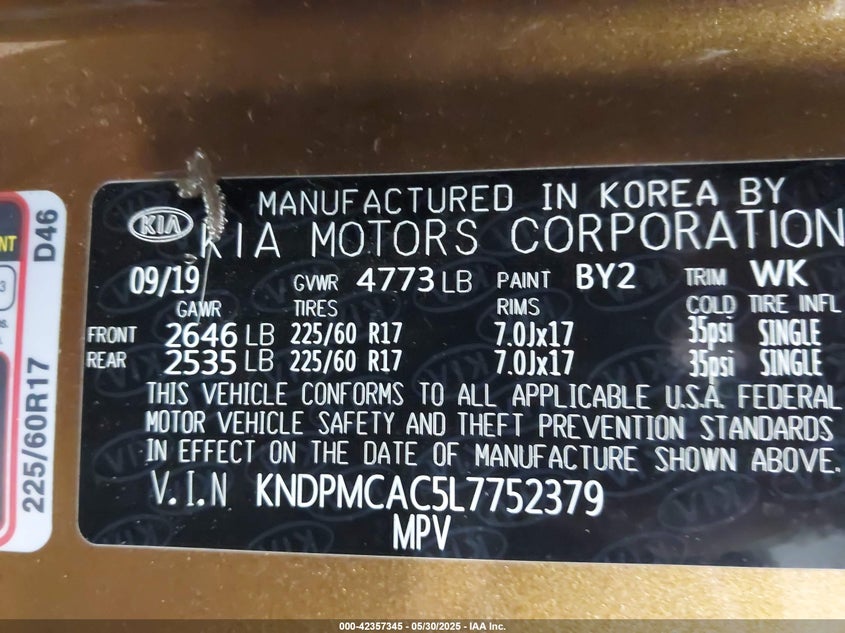 MANUFACTURED IN KOREA BY
KIA KIA MOTORS CORPORATION
09/19 GVWR 4773 LB PAINT BY2 TRIM WK
GAWR TIRES RIMS COLD TIRE INFL
FRONT 2646 LB 225/60 R17 7.0Jx17 35psi SINGLE
REAR 2535 LB 225/60 R17 7.0Jx17 35psi SINGLE
THIS VEHICLE CONFORMS TO ALL APPLICABLE U.S.A. FEDERAL
MOTOR VEHICLE SAFETY AND THEFT PREVENTION STANDARDS
IN EFFECT ON THE DATE OF MANUFACTURE SHOWN ABOVE.
V.I.N KNDPMCAC5L7752379
MPV
D46
225/60R17
000-42357345 - 05/30/2025 - IAA Inc.